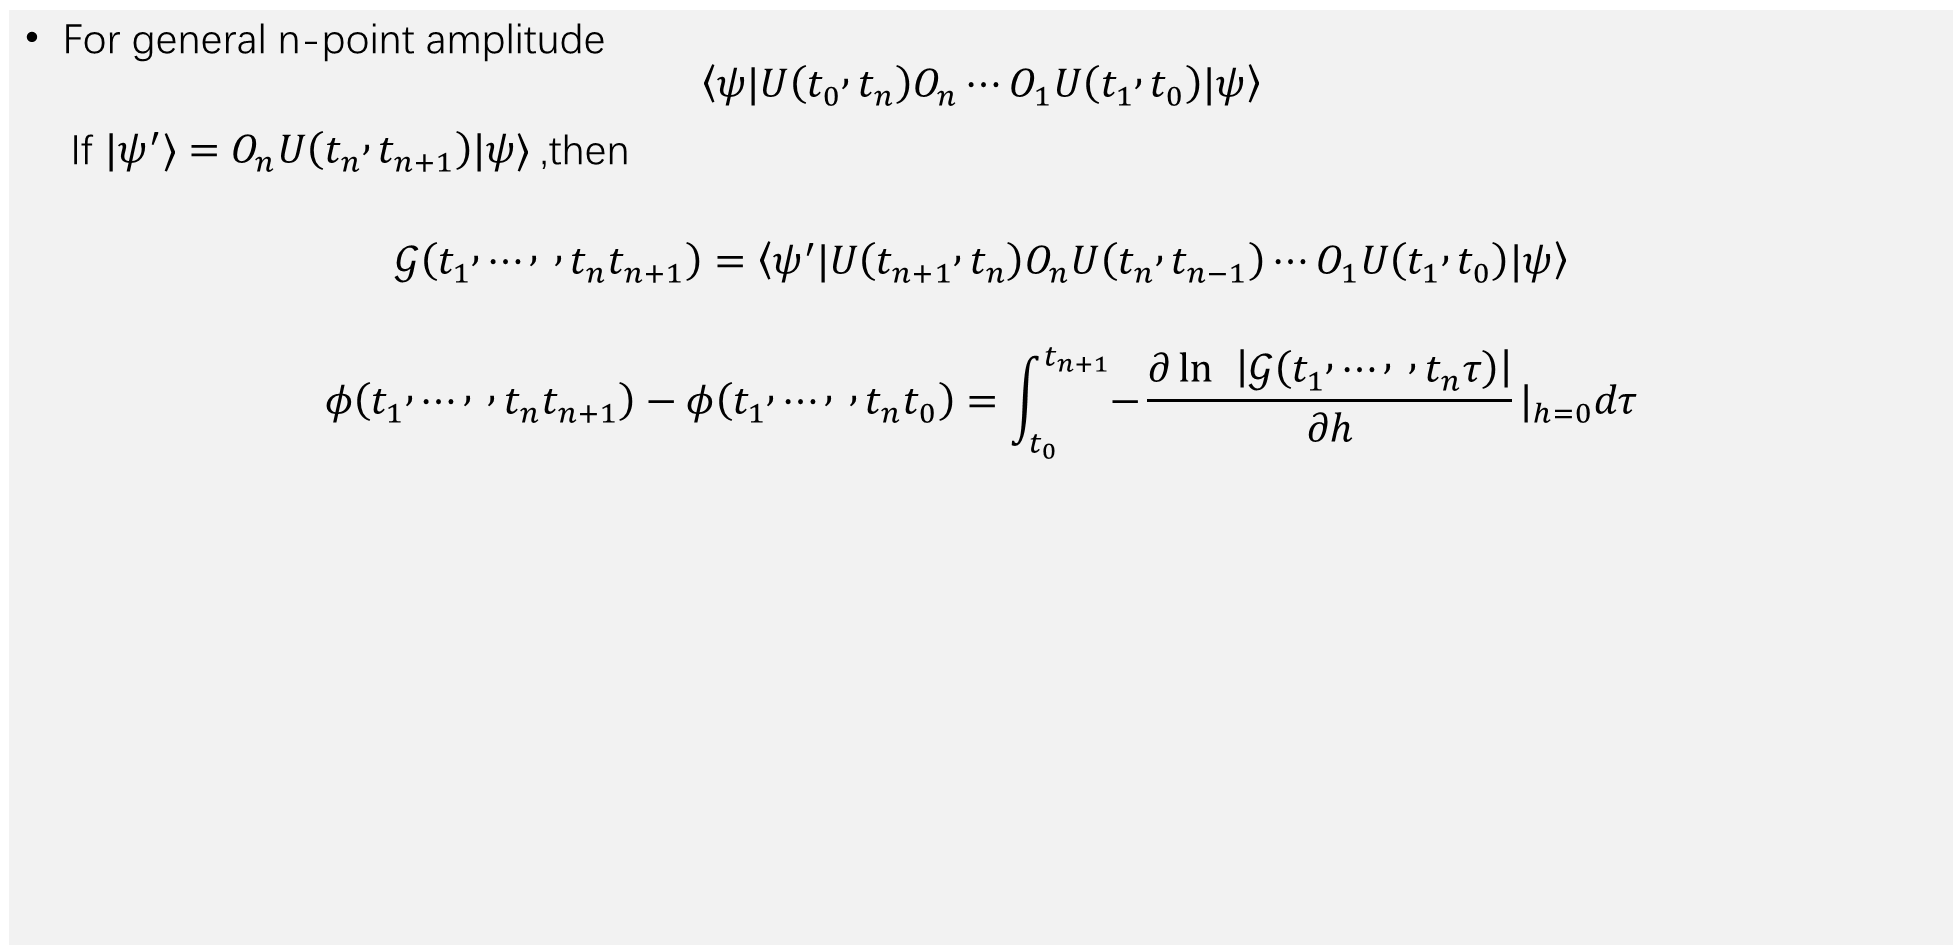 • For general n-point amplitude
⟨ψ|U(t₀, tₙ)Oₙ ⋯ O₁U(t₁, t₀)|ψ⟩
If |ψ′⟩ = OₙU(tₙ, tₙ₊₁)|ψ⟩ ,then
𝒢(t₁, ⋯ , , tₙtₙ₊₁) = ⟨ψ′|U(tₙ₊₁, tₙ)OₙU(tₙ, tₙ₋₁) ⋯ O₁U(t₁, t₀)|ψ⟩
ϕ(t₁, ⋯ , , tₙtₙ₊₁) − ϕ(t₁, ⋯ , , tₙt₀) = ∫_{t₀}^{tₙ₊₁} − \frac{∂ ln |𝒢(t₁, ⋯ , , tₙτ)|}{∂h} |_{h=0}dτ